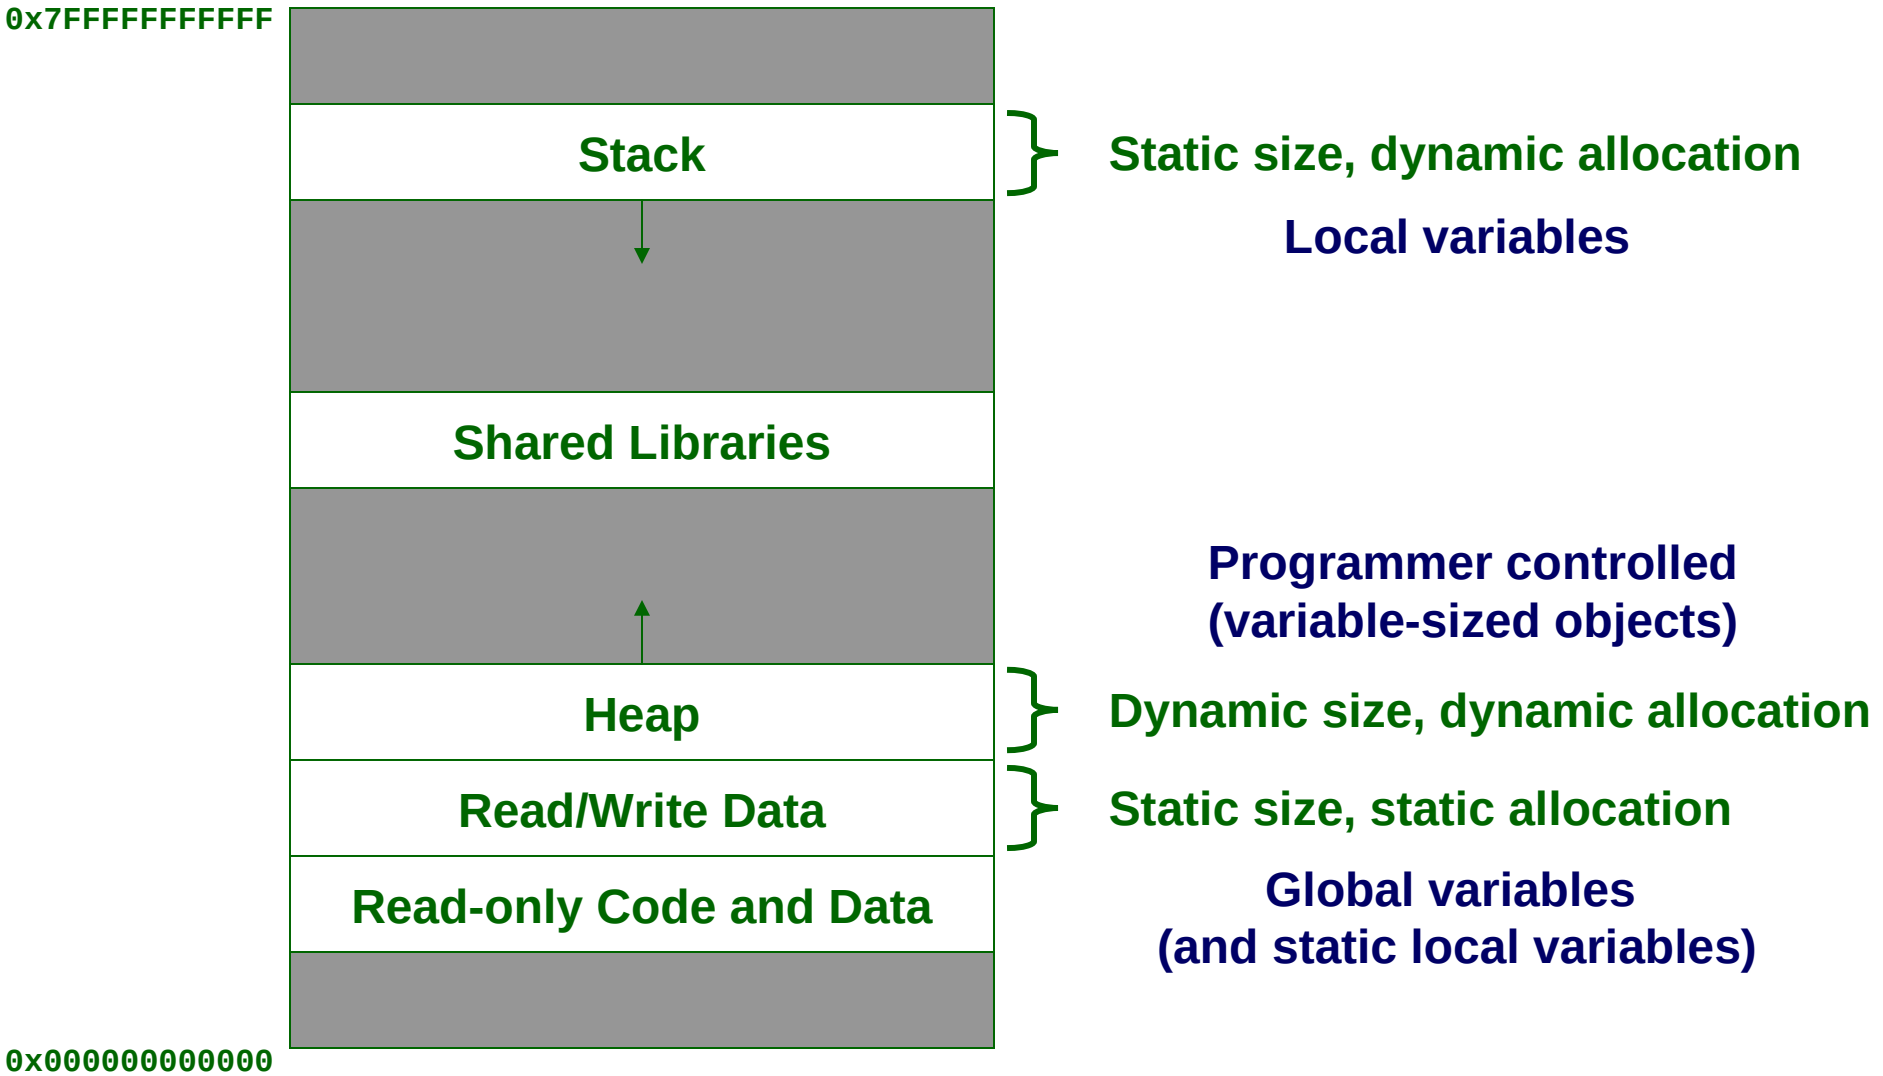 0x7FFFFFFFFFFF
Stack
Static size, dynamic allocation
Local variables
Shared Libraries
Programmer controlled
(variable-sized objects)
Heap
Dynamic size, dynamic allocation
Read/Write Data
Static size, static allocation
Read-only Code and Data
Global variables
(and static local variables)
0x000000000000